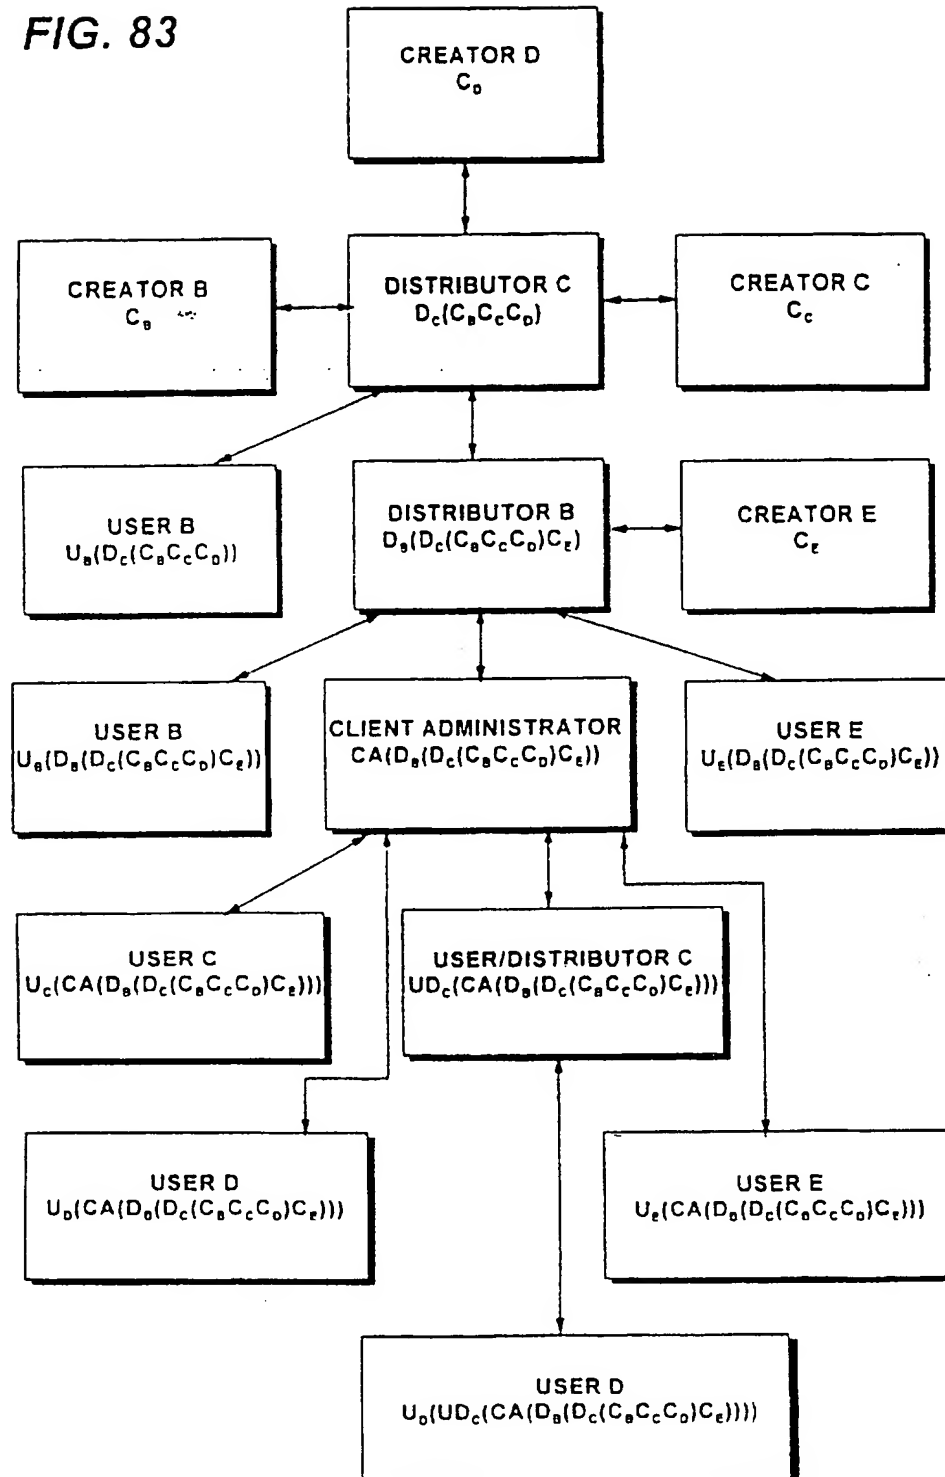 FIG. 83
CREATOR D
C_D
CREATOR B
C_B
DISTRIBUTOR C
D_C(C_BC_CC_D)
CREATOR C
C_C
USER B
U_B(D_C(C_BC_CC_D))
DISTRIBUTOR B
D_B(D_C(C_BC_CC_D)C_E)
CREATOR E
C_E
USER B
U_B(D_B(D_C(C_BC_CC_D)C_E))
CLIENT ADMINISTRATOR
CA(D_B(D_C(C_BC_CC_D)C_E))
USER E
U_E(D_B(D_C(C_BC_CC_D)C_E))
USER C
U_C(CA(D_B(D_C(C_BC_CC_D)C_E)))
USER/DISTRIBUTOR C
UD_C(CA(D_B(D_C(C_BC_CC_D)C_E)))
USER D
U_D(CA(D_B(D_C(C_BC_CC_D)C_E)))
USER E
U_E(CA(D_B(D_C(C_BC_CC_D)C_E)))
USER D
U_D(UD_C(CA(D_B(D_C(C_BC_CC_D)C_E))))